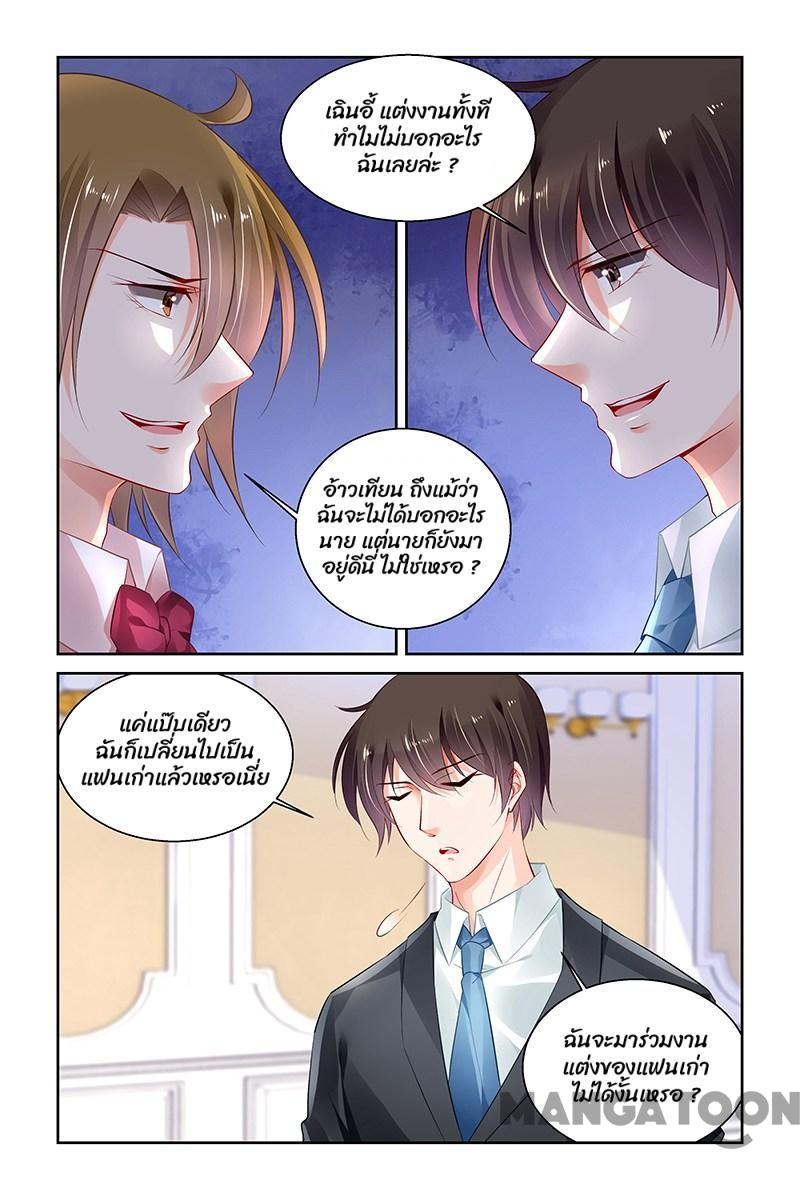 เฉินอี้ แต่งงานทั้งที
ทำไมไม่บอกอะไร
ฉันเลยล่ะ ?
อ้าวเทียน ถึงแม้ว่า
ฉันจะไม่ได้บอกอะไร
นาย แต่นายก็ยังมา
อยู่ดีนี่ ไม่ใช่เหรอ ?
แค่แป๊บเดียว
ฉันก็เปลี่ยนไปเป็น
แฟนเก่าแล้วเหรอเนี่ย
ฉันจะมาร่วมงาน
แต่งของแฟนเก่า
ไม่ได้งั้นเหรอ ?
MANGATOON